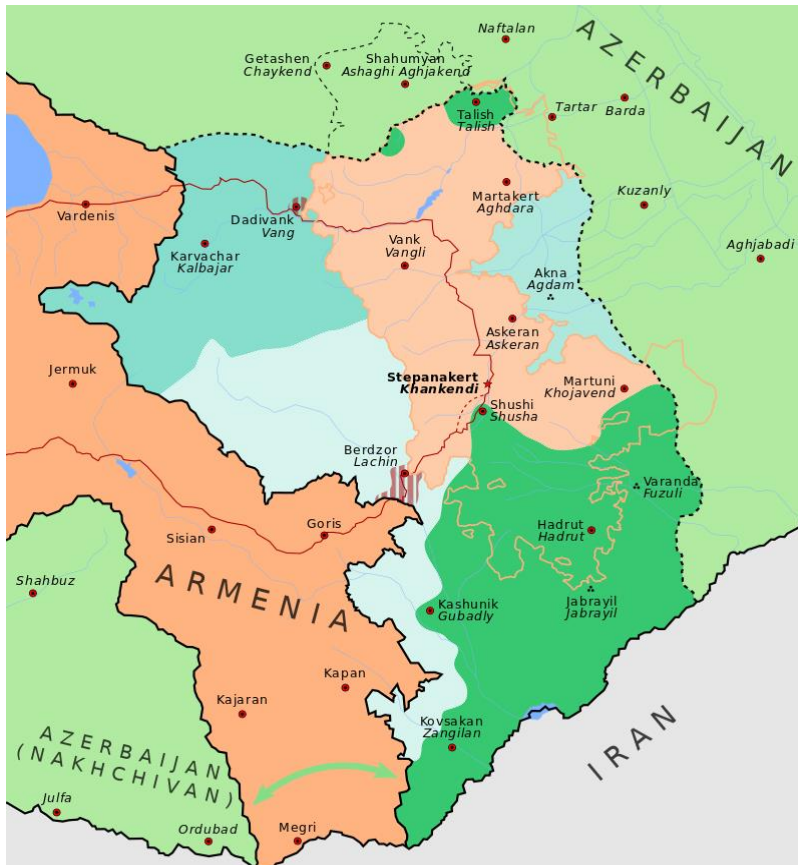 Naftalan
AZERBAIJAN
Getashen
Chaykend
Shahumyan
Ashaghi Aghjakend
Talish
Talish
Tartar
Barda
Vardenis
Dadivank
Vang
Martakert
Aghdara
Kuzanly
Karvachar
Kalbajar
Vank
Vangli
Aghjabadi
Akna
Agdam
Askeran
Askeran
Jermuk
Stepanakert
Khankendi
Martuni
Khojavend
Shushi
Shusha
Berdzor
Lachin
Varanda
Fuzuli
Sisian
Goris
Hadrut
Hadrut
Shahbuz
ARMENIA
Kashunik
Gubadly
Jabrayil
Jabrayil
Kapan
Kajaran
Kovsakan
Zangilan
IRAN
AZERBAIJAN
(NAKHCHIVAN)
Julfa
Ordubad
Megri